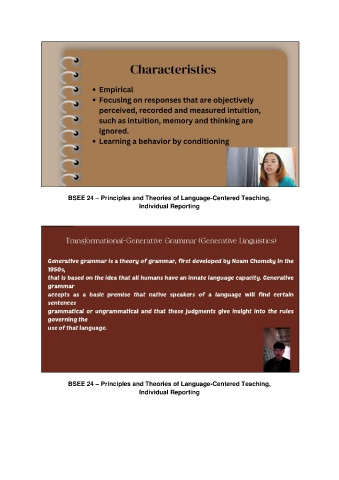 Characteristics
• Empirical
• Focusing on responses that are objectively
perceived, recorded and measured intuition,
such as intuition, memory and thinking are
ignored.
• Learning a behavior by conditioning
BSEE 24 – Principles and Theories of Language-Centered Teaching,
Individual Reporting
Transformational-Generative Grammar (Generative Linguistics)
Generative grammar is a theory of grammar, first developed by Noam Chomsky in the
1950s,
that is based on the idea that all humans have an innate language capacity. Generative
grammar
accepts as a basic premise that native speakers of a language will find certain
sentences
grammatical or ungrammatical and that these judgments give insight into the rules
governing the
use of that language.
BSEE 24 – Principles and Theories of Language-Centered Teaching,
Individual Reporting